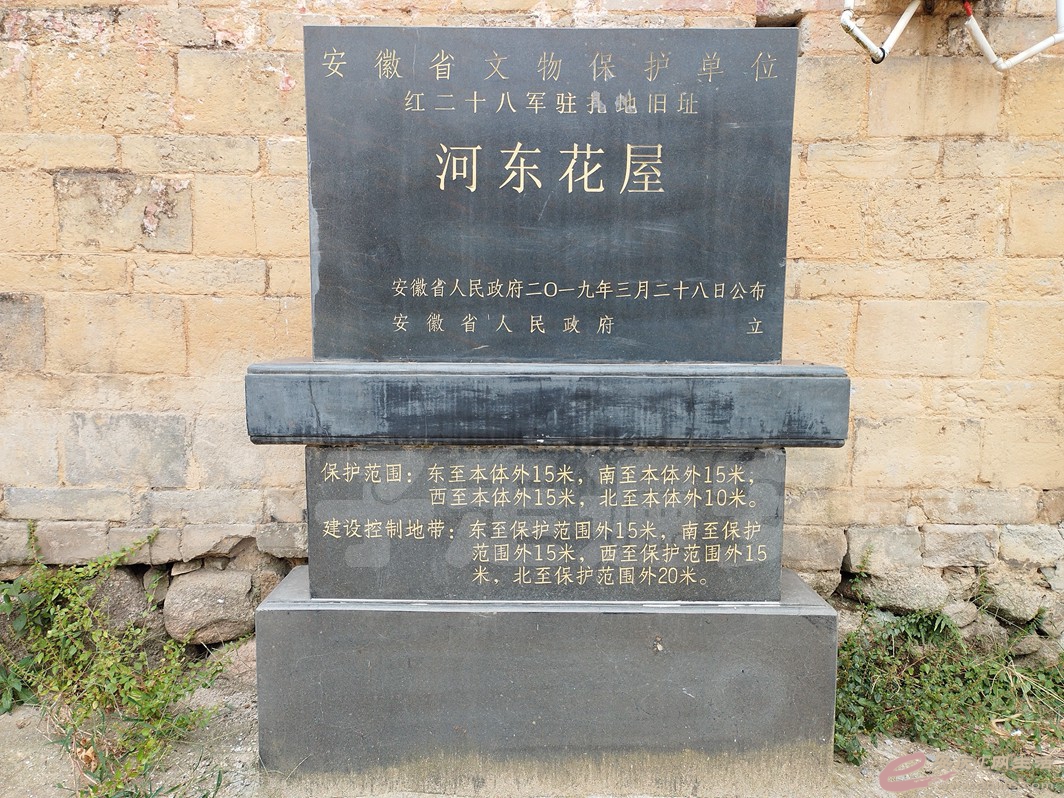 安徽省文物保护单位
红二十八军驻扎地旧址
河东花屋
安徽省人民政府二〇一九年三月二十八日公布
安徽省人民政府 立
保护范围：东至本体外15米，南至本体外15米；
西至本体外15米，北至本体外10米。
建设控制地带：东至保护范围外15米，南至保护
范围外15米，西至保护范围外15
米，北至保护范围外20米。